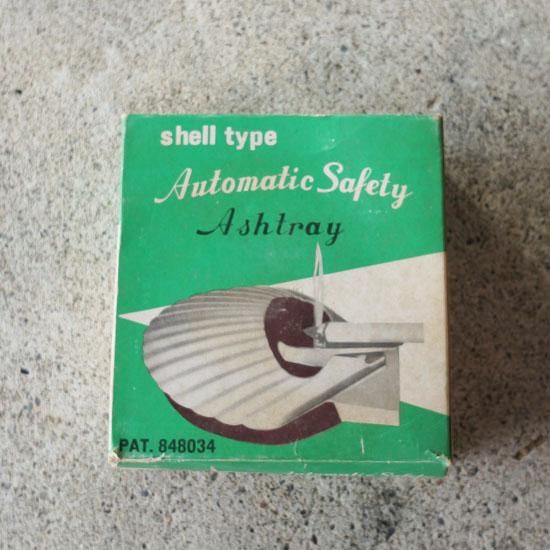 shell type
Automatic Safety
Ashtray
PAT. 848034